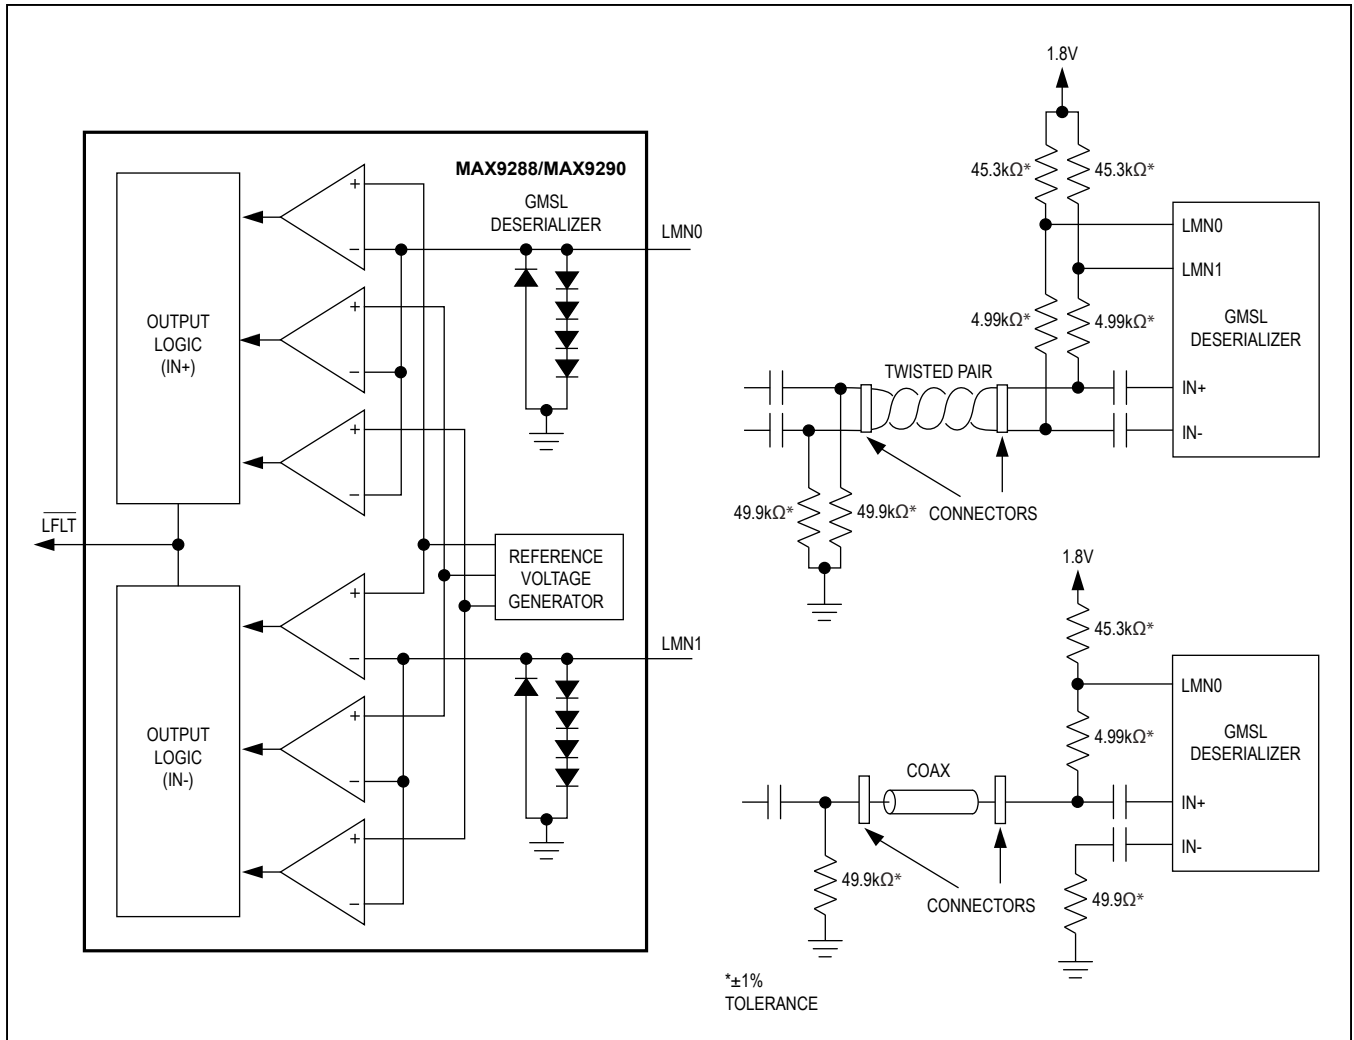 MAX9288/MAX9290
GMSL
DESERIALIZER
LMN0
+
−
OUTPUT
LOGIC
(IN+)
+
−
+
−
LFLT
REFERENCE
VOLTAGE
GENERATOR
+
−
LMN1
OUTPUT
LOGIC
(IN-)
+
−
+
−
1.8V
45.3kΩ*
45.3kΩ*
LMN0
LMN1
4.99kΩ*
4.99kΩ*
GMSL
DESERIALIZER
TWISTED PAIR
IN+
IN-
49.9kΩ*
49.9kΩ*
CONNECTORS
1.8V
45.3kΩ*
LMN0
4.99kΩ*
GMSL
DESERIALIZER
COAX
IN+
IN-
49.9kΩ*
CONNECTORS
49.9Ω*
*±1%
TOLERANCE